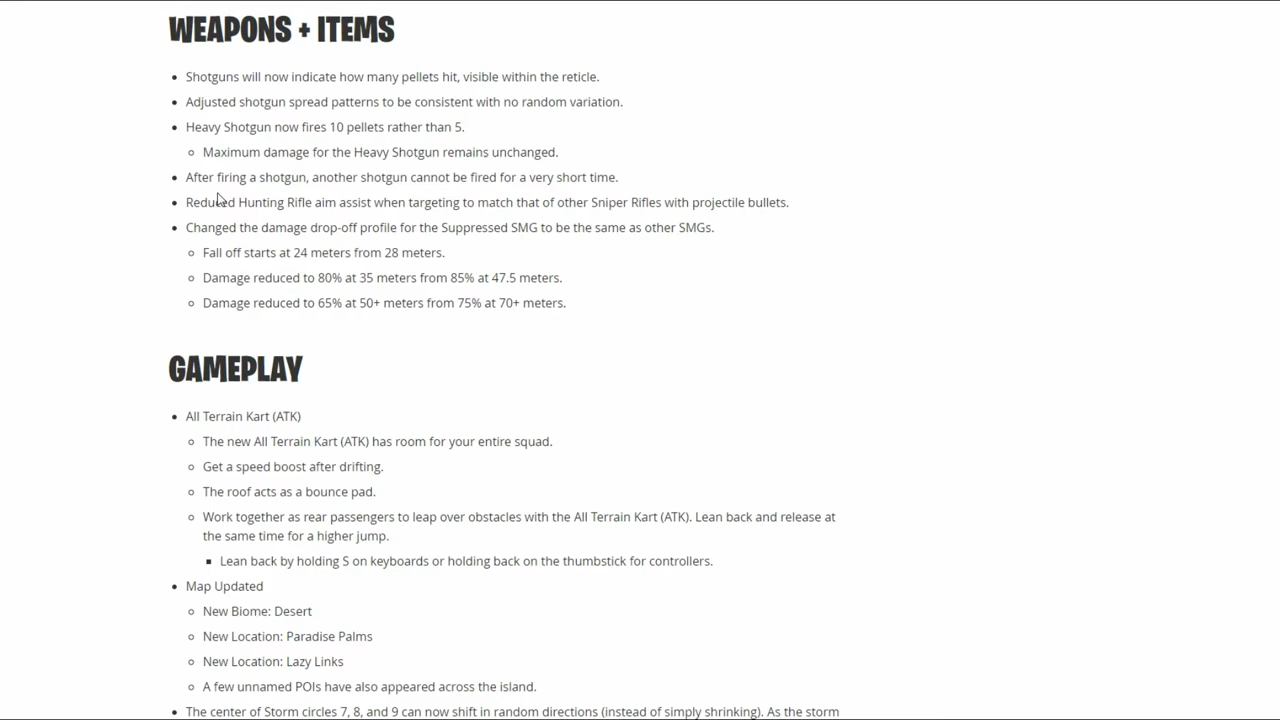 WEAPONS + ITEMS
Shotguns will now indicate how many pellets hit, visible within the reticle.
Adjusted shotgun spread patterns to be consistent with no random variation.
Heavy Shotgun now fires 10 pellets rather than 5.
Maximum damage for the Heavy Shotgun remains unchanged.
After firing a shotgun, another shotgun cannot be fired for a very short time.
Reduced Hunting Rifle aim assist when targeting to match that of other Sniper Rifles with projectile bullets.
Changed the damage drop-off profile for the Suppressed SMG to be the same as other SMGs.
Fall off starts at 24 meters from 28 meters.
Damage reduced to 80% at 35 meters from 85% at 47.5 meters.
Damage reduced to 65% at 50+ meters from 75% at 70+ meters.
GAMEPLAY
All Terrain Kart (ATK)
The new All Terrain Kart (ATK) has room for your entire squad.
Get a speed boost after drifting.
The roof acts as a bounce pad.
Work together as rear passengers to leap over obstacles with the All Terrain Kart (ATK). Lean back and release at
the same time for a higher jump.
Lean back by holding S on keyboards or holding back on the thumbstick for controllers.
Map Updated
New Biome: Desert
New Location: Paradise Palms
New Location: Lazy Links
A few unnamed POIs have also appeared across the island.
The center of Storm circles 7, 8, and 9 can now shift in random directions (instead of simply shrinking). As the storm